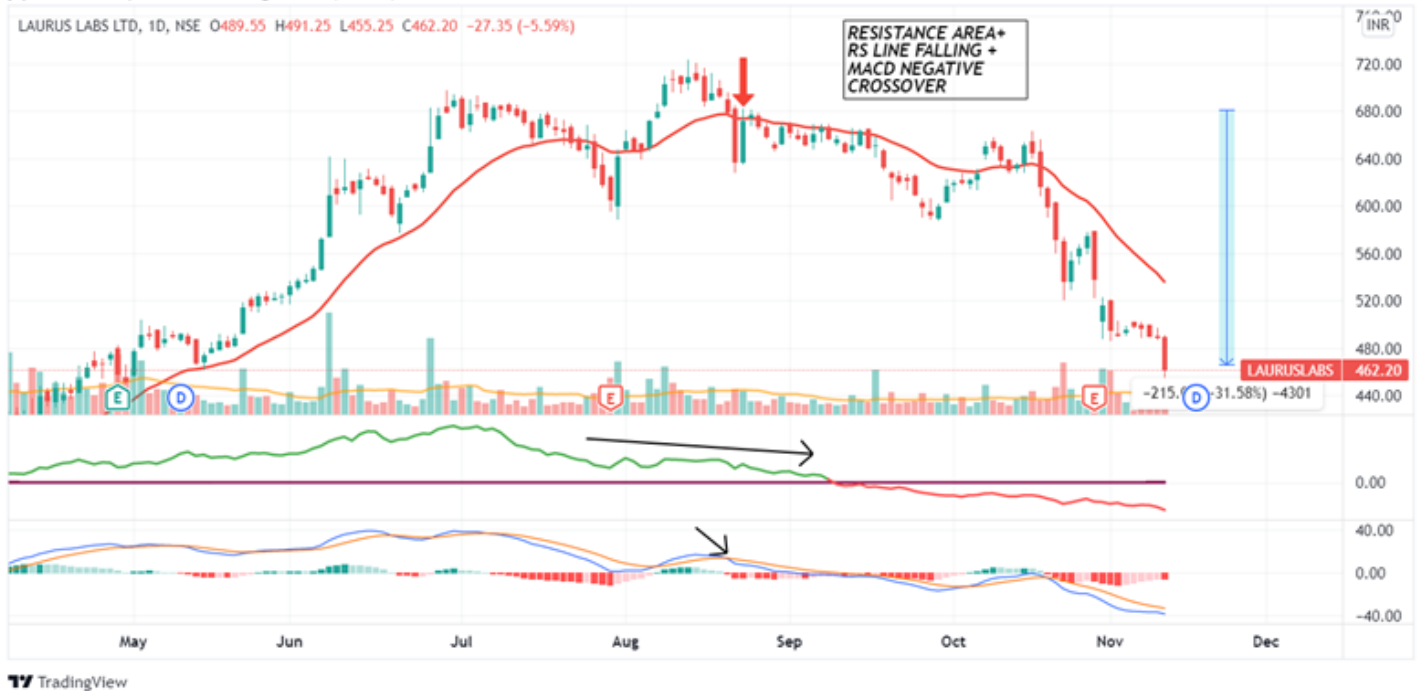 LAURUS LABS LTD, 1D, NSE O489.55 H491.25 L455.25 C462.20 −27.35 (−5.59%)
RESISTANCE AREA+
RS LINE FALLING +
MACD NEGATIVE
CROSSOVER
INR
720.00
680.00
640.00
600.00
560.00
520.00
480.00
LAURUSLABS 462.20
440.00
E D E E D
−31.58%) −4301
0.00
40.00
0.00
−40.00
May Jun Jul Aug Sep Oct Nov Dec
TradingView